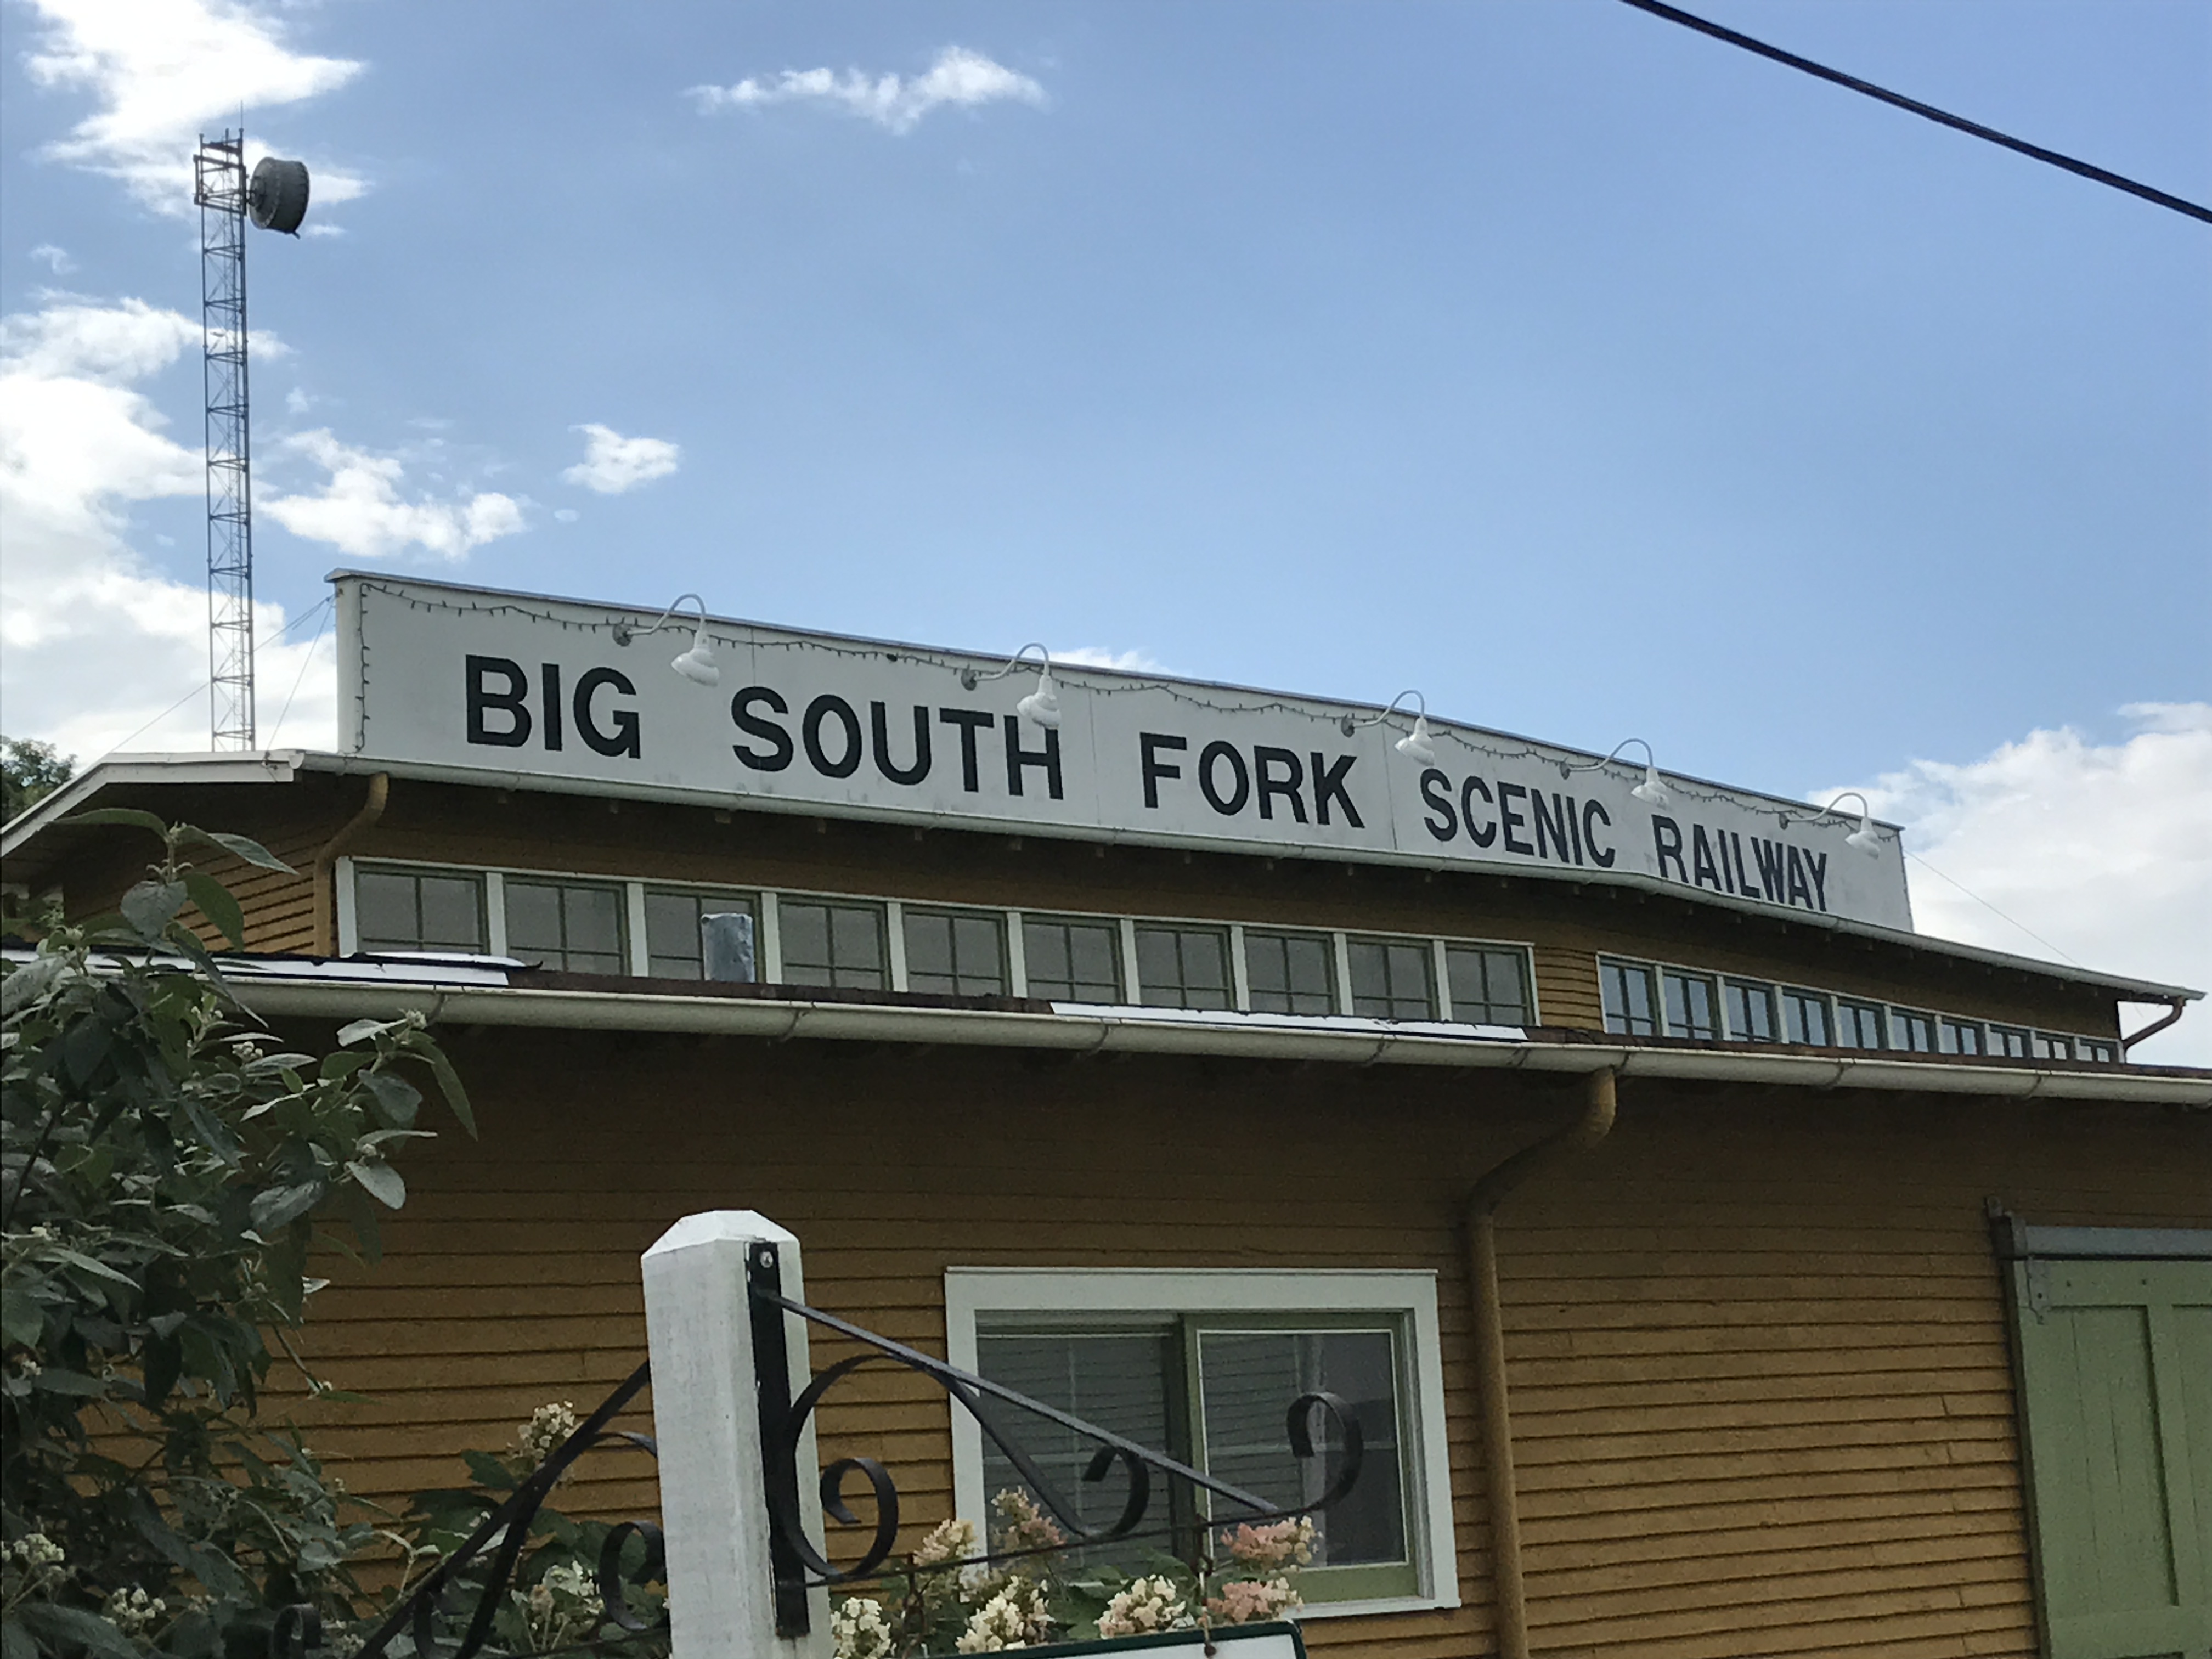 BIG SOUTH FORK SCENIC RAILWAY